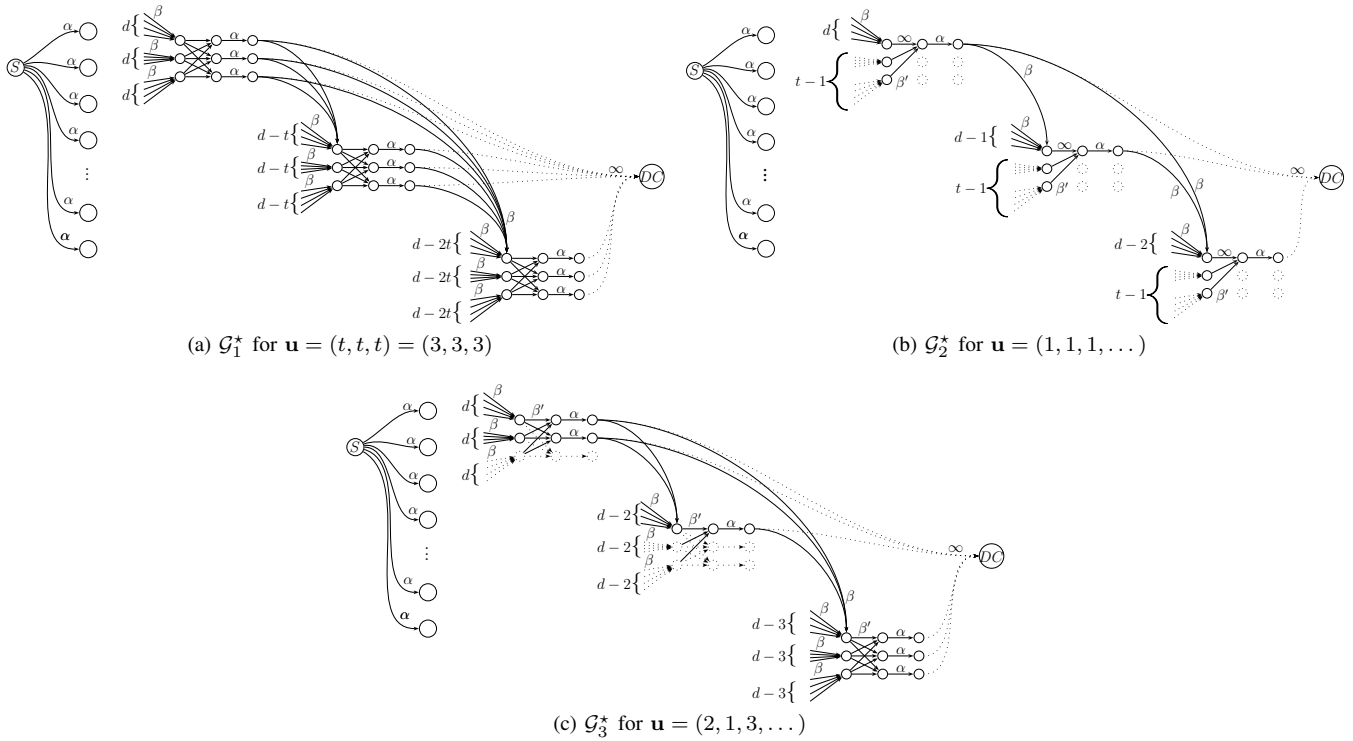 S
α
α
α
α
⋮
α
α
d{
β
d{
β
d{
β
α
α
α
d − t{
β
d − t{
β
d − t{
β
α
α
β
d − 2t{
β
d − 2t{
β
d − 2t{
β
α
α
α
∞
DC
(a) 𝒢₁* for u = (t, t, t) = (3, 3, 3)
S
α
α
α
α
⋮
α
α
d{
β
∞
α
t − 1{
β′
β
d − 1{
β
∞
α
t − 1{
β′
β
β
d − 2{
β
∞
α
t − 1{
β′
∞
DC
(b) 𝒢₂* for u = (1, 1, 1, . . . )
S
α
α
α
α
⋮
α
α
d{
β
β′
α
d{
β
α
d{
β
d − 2{
β
β′
α
d − 2{
β
d − 2{
β
β
d − 3{
β
β′
α
d − 3{
β
α
d − 3{
β
α
∞
DC
(c) 𝒢₃* for u = (2, 1, 3, . . . )